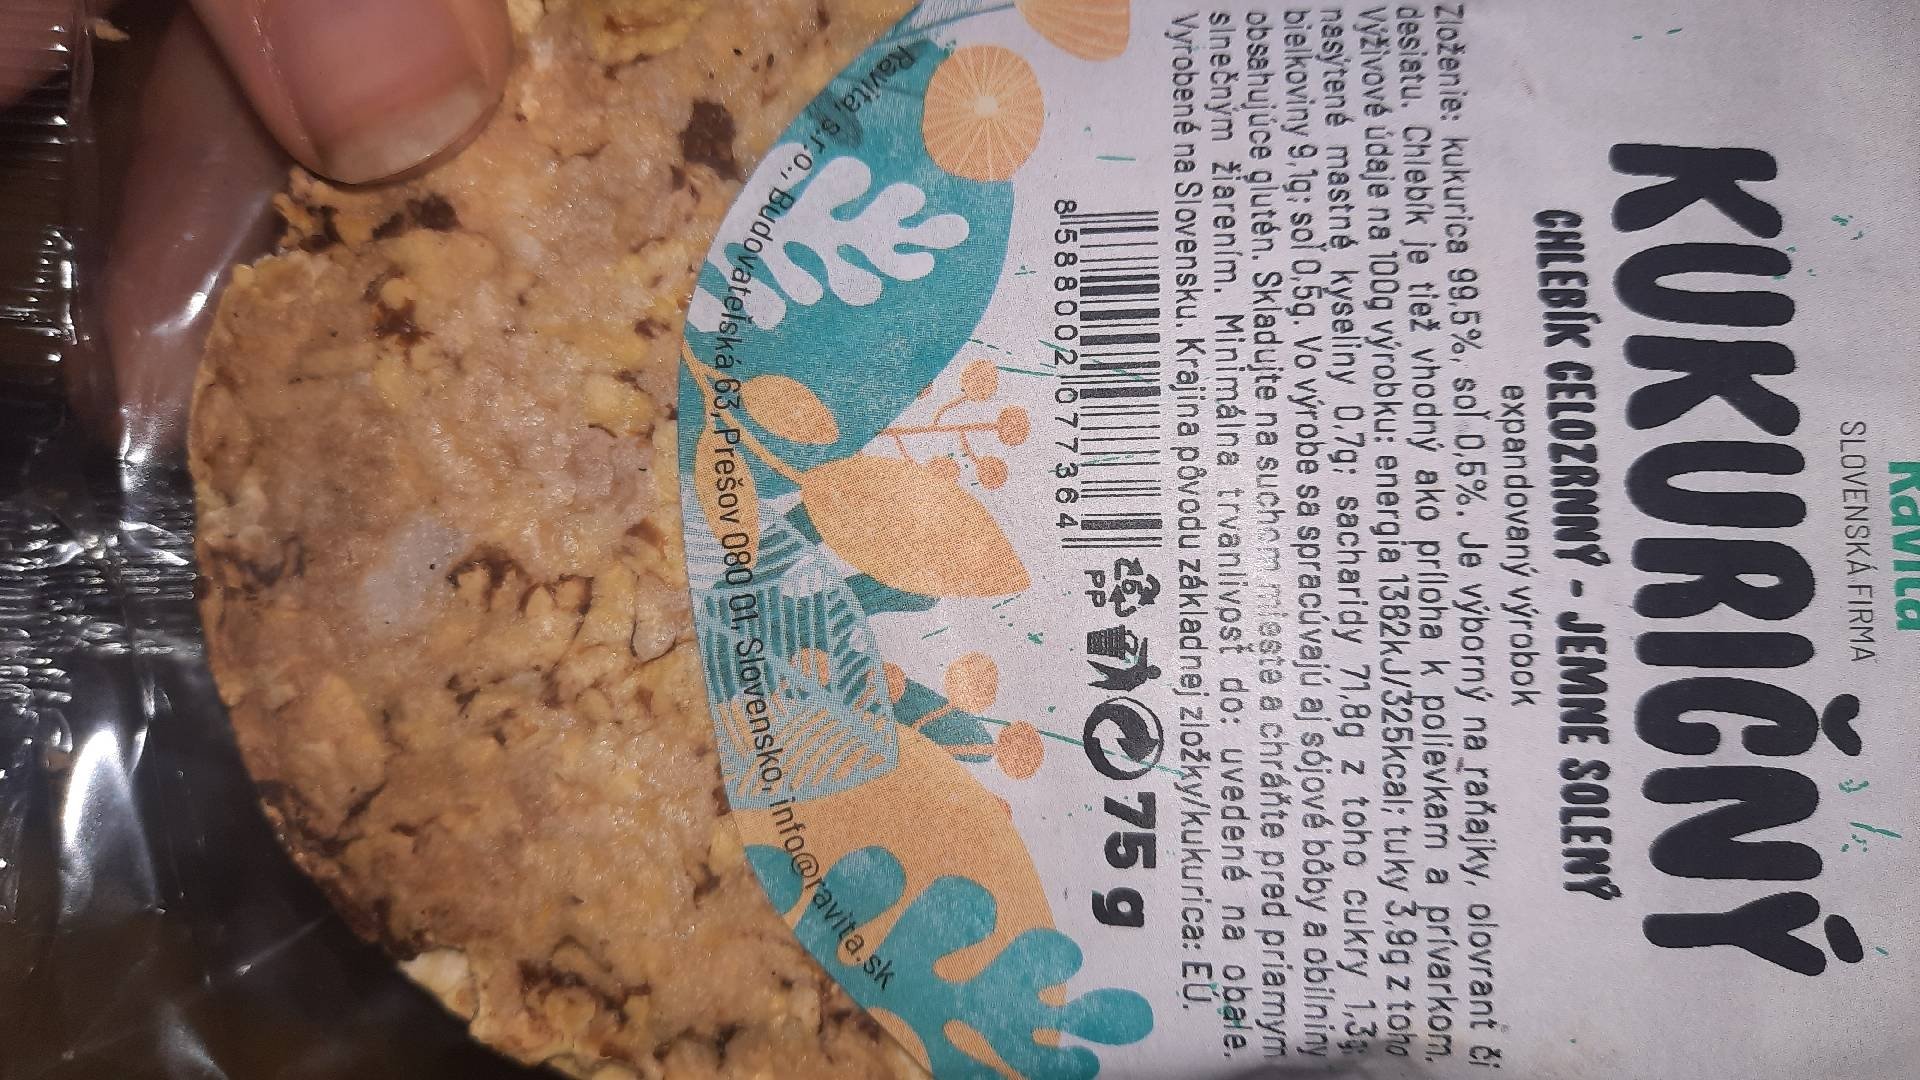 Ravita
SLOVENSKÁ FIRMA
KUKURIČNÝ
CHLEBÍK CELOZRNNÝ - JEMNE SOLENÝ
expandovaný výrobok
Zloženie: kukurica 99,5%, soľ 0,5%. Je výborný na raňajky, olovrant či
desiatu. Chlebík je tiež vhodný ako príloha k polievkam a prívarkom.
Výživové údaje na 100g výrobku: energia 1382kJ/325kcal; tuky 3,9g z toho
nasýtené mastné kyseliny 0,7g; sacharidy 71,8g z toho cukry 1,3g;
bielkoviny 9,1g; soľ 0,5g. Vo výrobe sa spracúvajú aj sójové bôby a obilniny
obsahujúce glutén. Skladujte na suchom mieste a chráňte pred priamym
slnečným žiarením. Minimálna trvanlivosť do: uvedené na obale.
Vyrobené na Slovensku. Krajina pôvodu základnej zložky/kukurica: EÚ.
8 588002 077364
PP
75 g
Ravita, s.r.o., Budovateľská 63, Prešov 080 01, Slovensko, info@ravita.sk